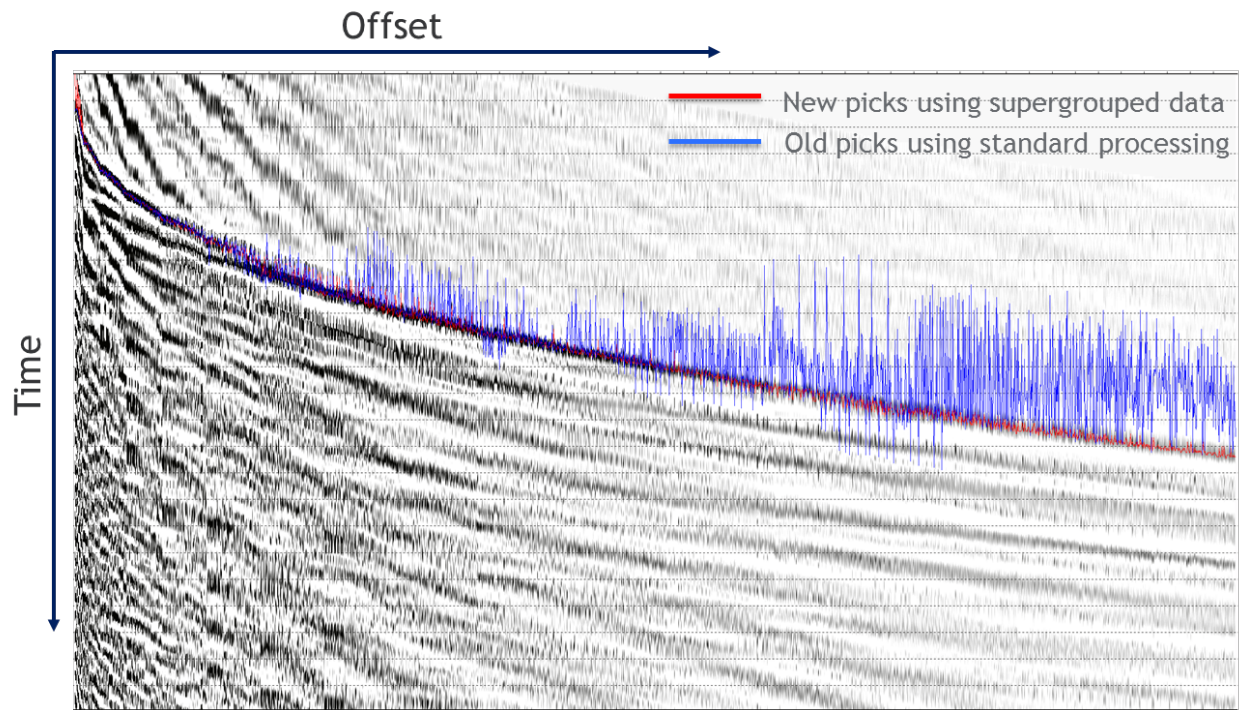 Offset
New picks using supergrouped data
Old picks using standard processing
Time